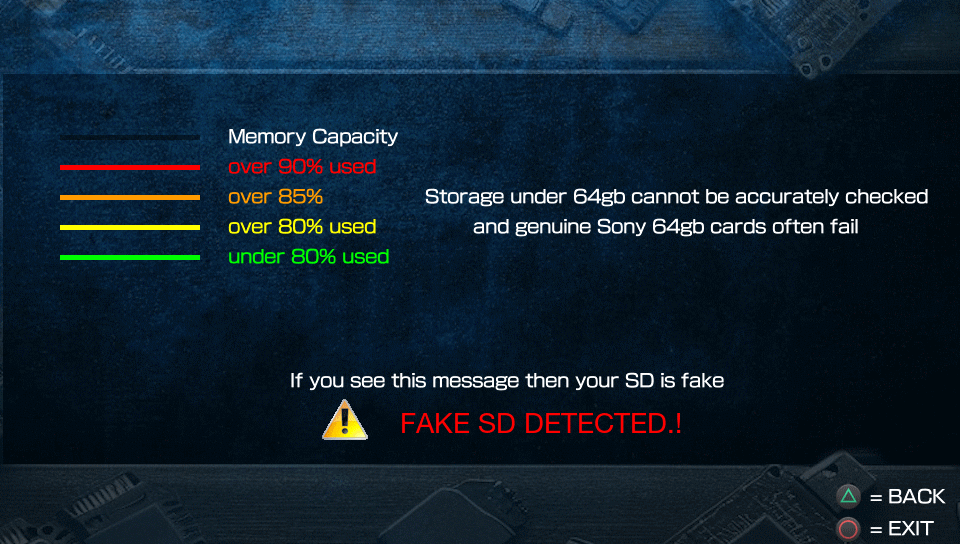 Memory Capacity
over 90% used
over 85%
over 80% used
under 80% used
Storage under 64gb cannot be accurately checked
and genuine Sony 64gb cards often fail
If you see this message then your SD is fake
FAKE SD DETECTED.!
= BACK
= EXIT